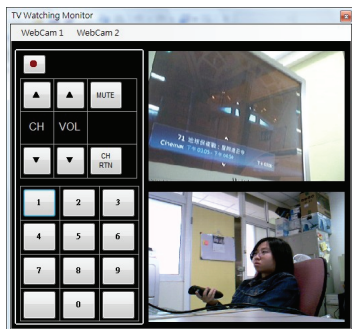 TV Watching Monitor
WebCam 1 WebCam 2
MUTE
CH VOL
CH
RTN
1 2 3
4 5 6
7 8 9
0
71